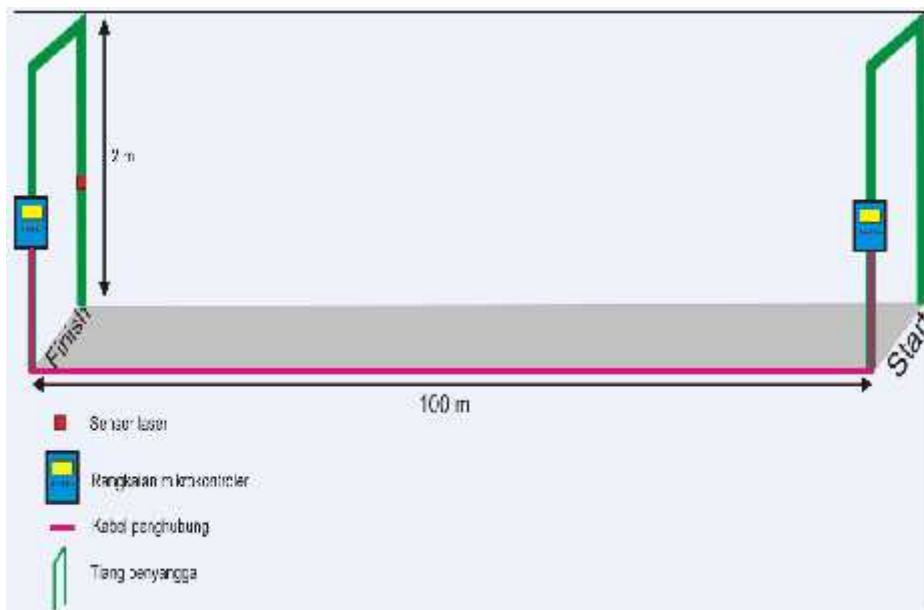 2 m
Finish
Start
100 m
Sensor laser
Rangkaian mikrokontroler
Kabel penghubung
Tiang penyangga